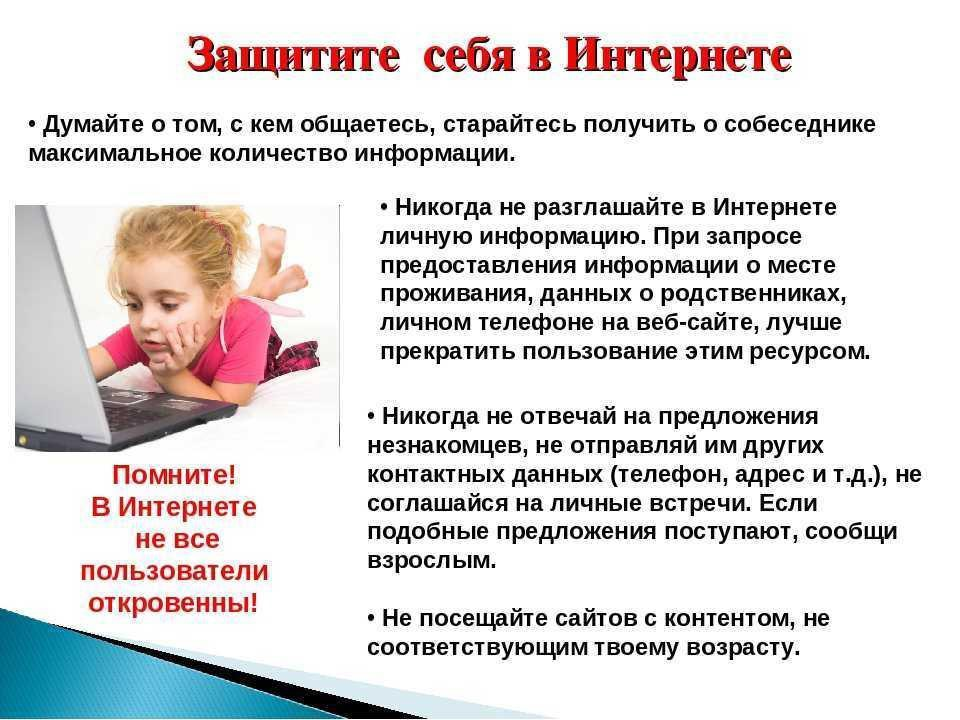 Защитите себя в Интернете
• Думайте о том, с кем общаетесь, старайтесь получить о собеседнике
максимальное количество информации.
• Никогда не разглашайте в Интернете
личную информацию. При запросе
предоставления информации о месте
проживания, данных о родственниках,
личном телефоне на веб-сайте, лучше
прекратить пользование этим ресурсом.
• Никогда не отвечай на предложения
незнакомцев, не отправляй им других
контактных данных (телефон, адрес и т.д.), не
соглашайся на личные встречи. Если
подобные предложения поступают, сообщи
взрослым.
• Не посещайте сайтов с контентом, не
соответствующим твоему возрасту.
Помните!
В Интернете
не все
пользователи
откровенны!